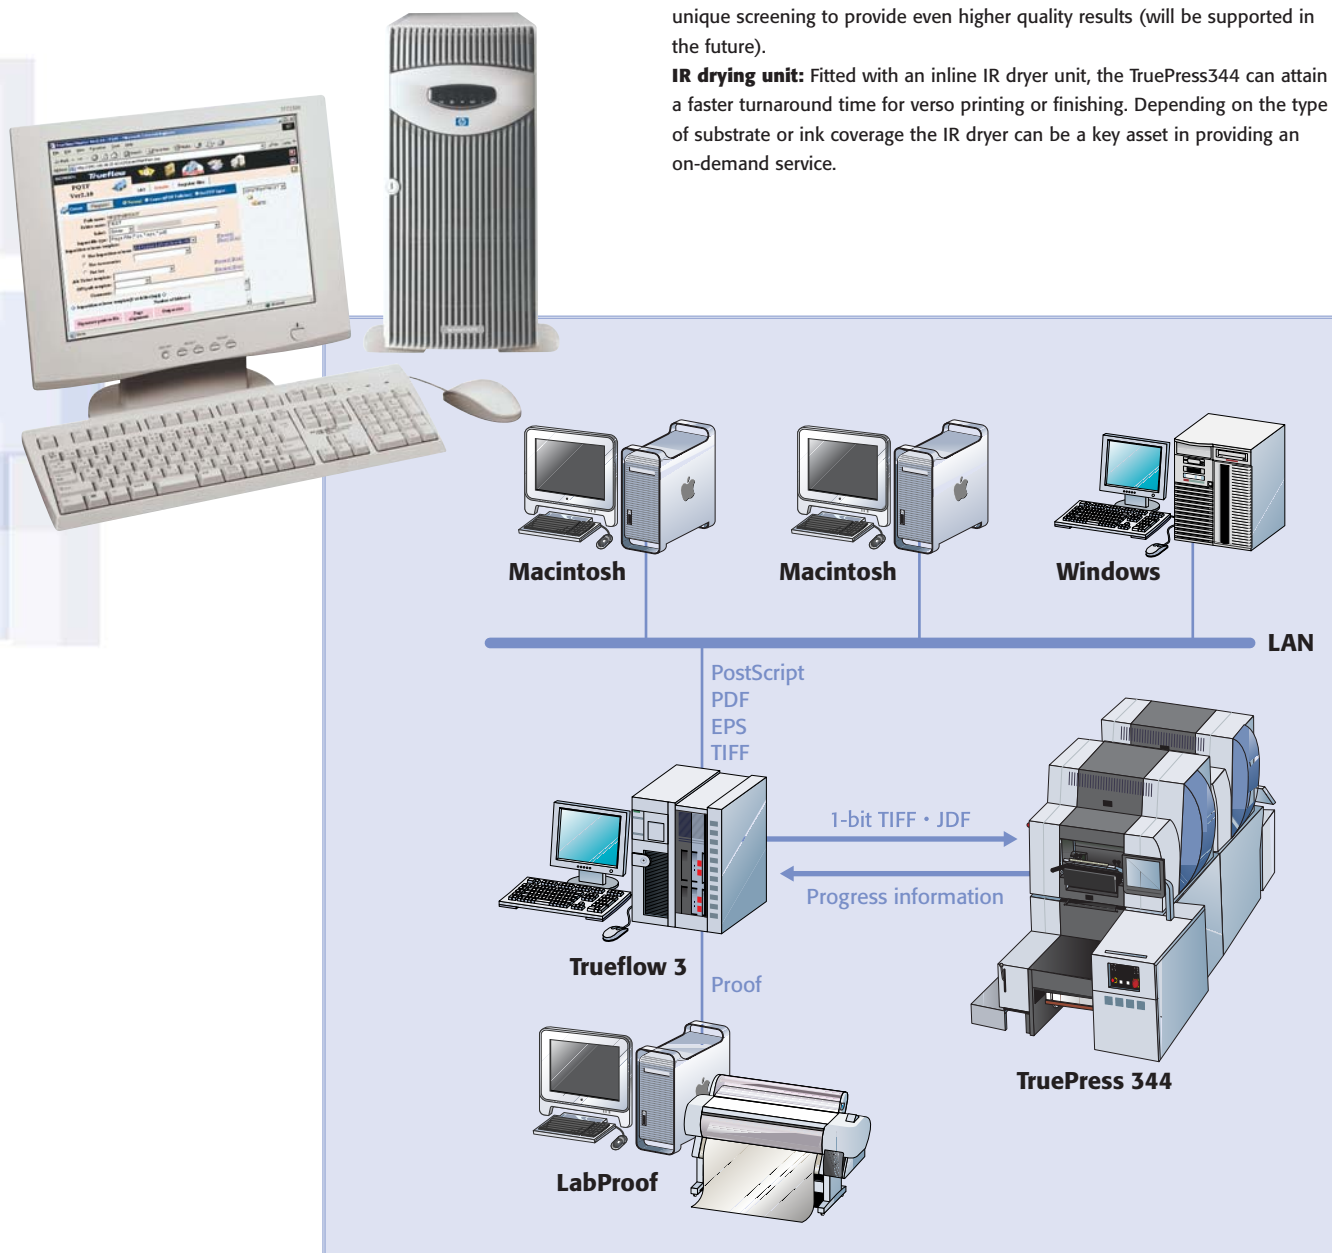 unique screening to provide even higher quality results (will be supported in
the future).
IR drying unit: Fitted with an inline IR dryer unit, the TruePress344 can attain
a faster turnaround time for verso printing or finishing. Depending on the type
of substrate or ink coverage the IR dryer can be a key asset in providing an
on-demand service.
Trueflow
PQTF
Macintosh
Macintosh
Windows
LAN
PostScript
PDF
EPS
TIFF
1-bit TIFF • JDF
Progress information
Trueflow 3
Proof
TruePress 344
LabProof